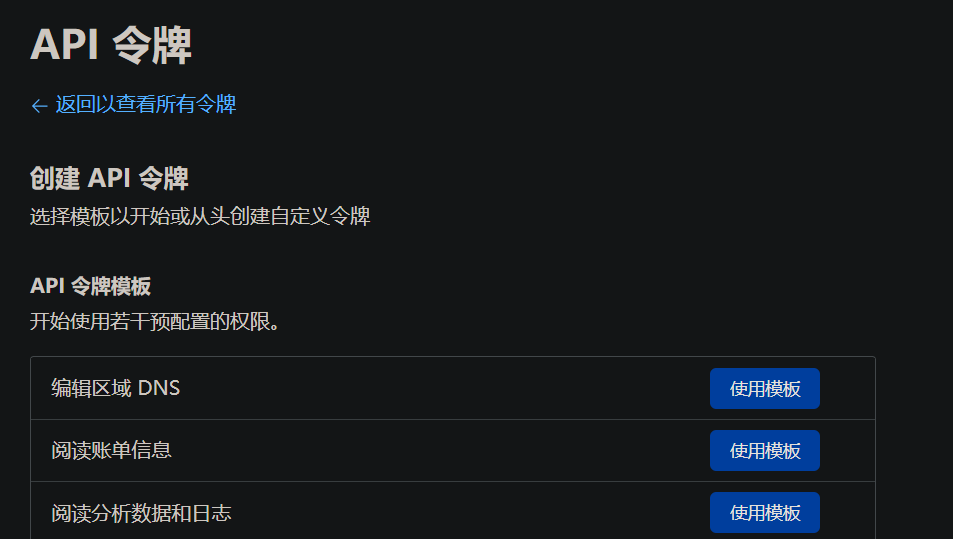 API 令牌
← 返回以查看所有令牌
创建 API 令牌
选择模板以开始或从头创建自定义令牌
API 令牌模板
开始使用若干预配置的权限。
编辑区域 DNS
使用模板
阅读账单信息
使用模板
阅读分析数据和日志
使用模板